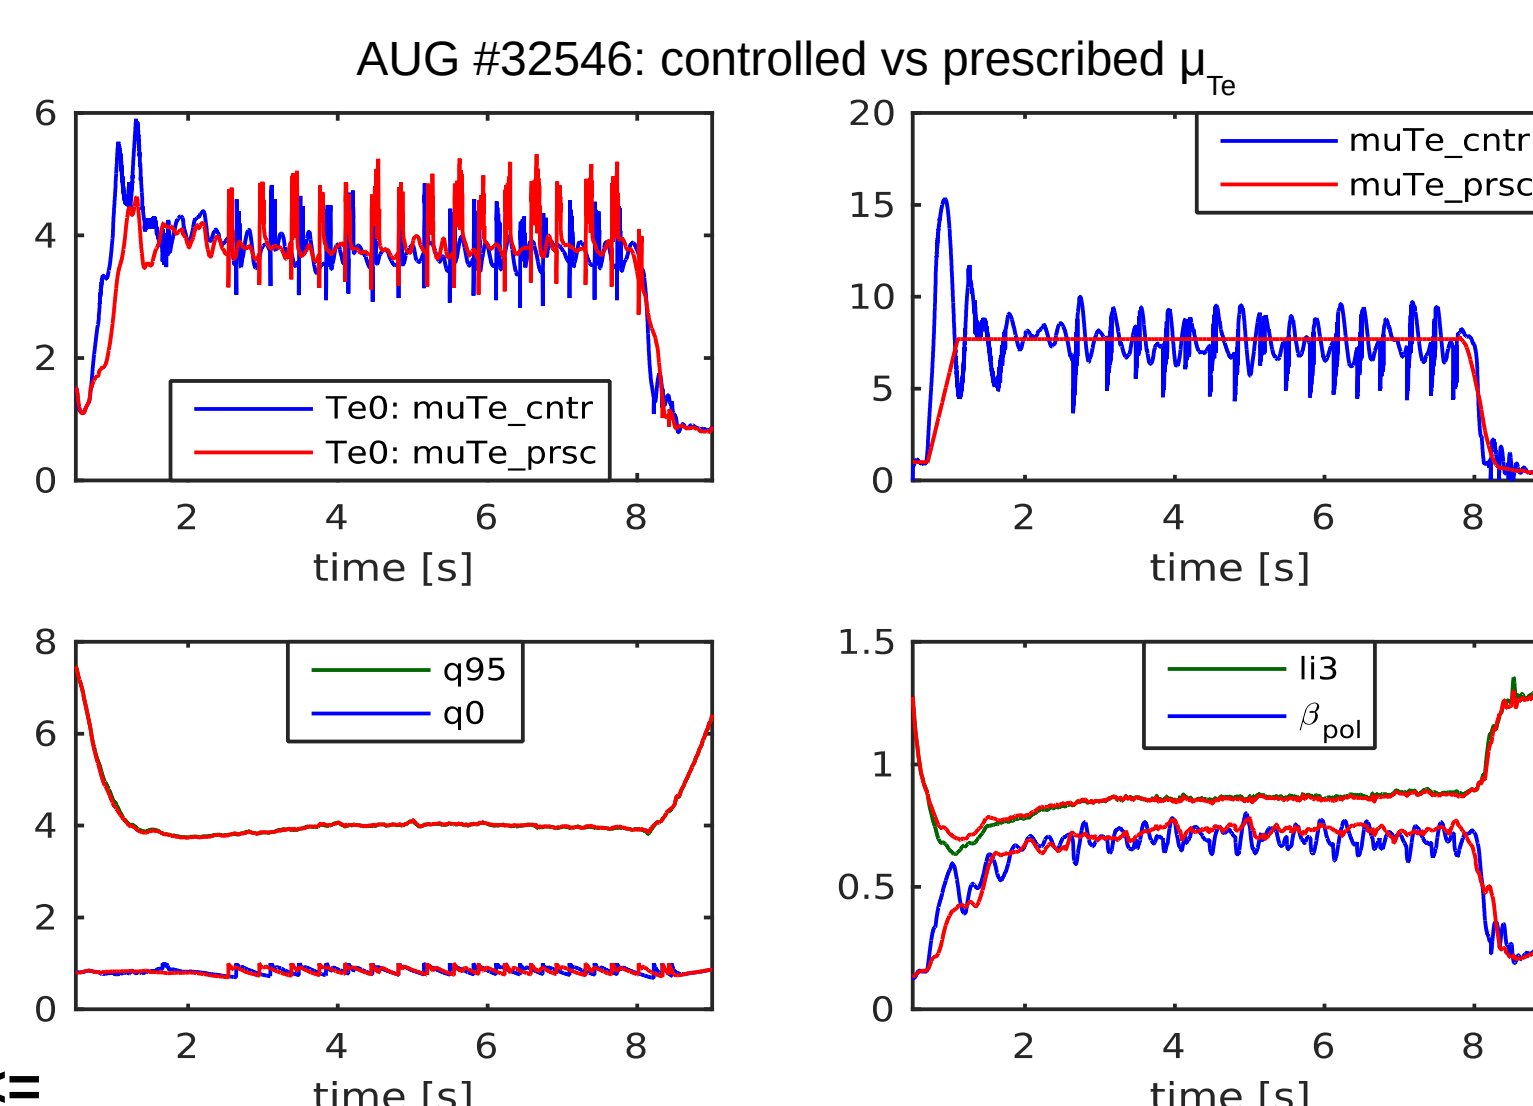 AUG #32546: controlled vs prescribed μTe
6
4
2
0
2 4 6 8
time [s]
Te0: muTe_cntr
Te0: muTe_prsc
20
15
10
5
0
2 4 6 8
time [s]
muTe_cntr
muTe_prsc
8
6
4
2
0
2 4 6 8
time [s]
q95
q0
1.5
1
0.5
0
2 4 6 8
time [s]
li3
βpol